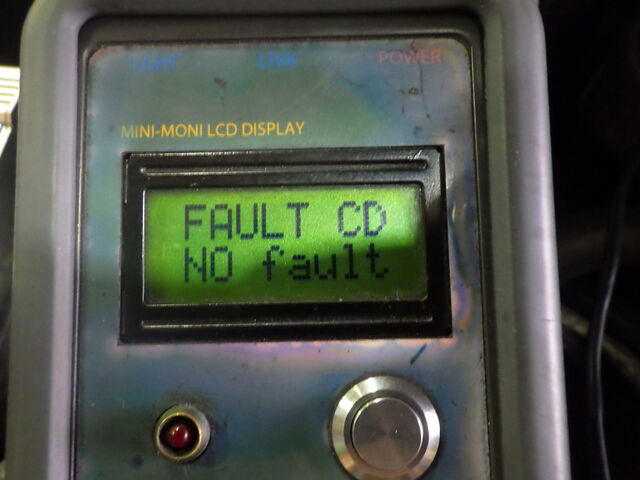 LIGHT LINK POWER
MINI-MONI LCD DISPLAY
FAULT CD
NO fault